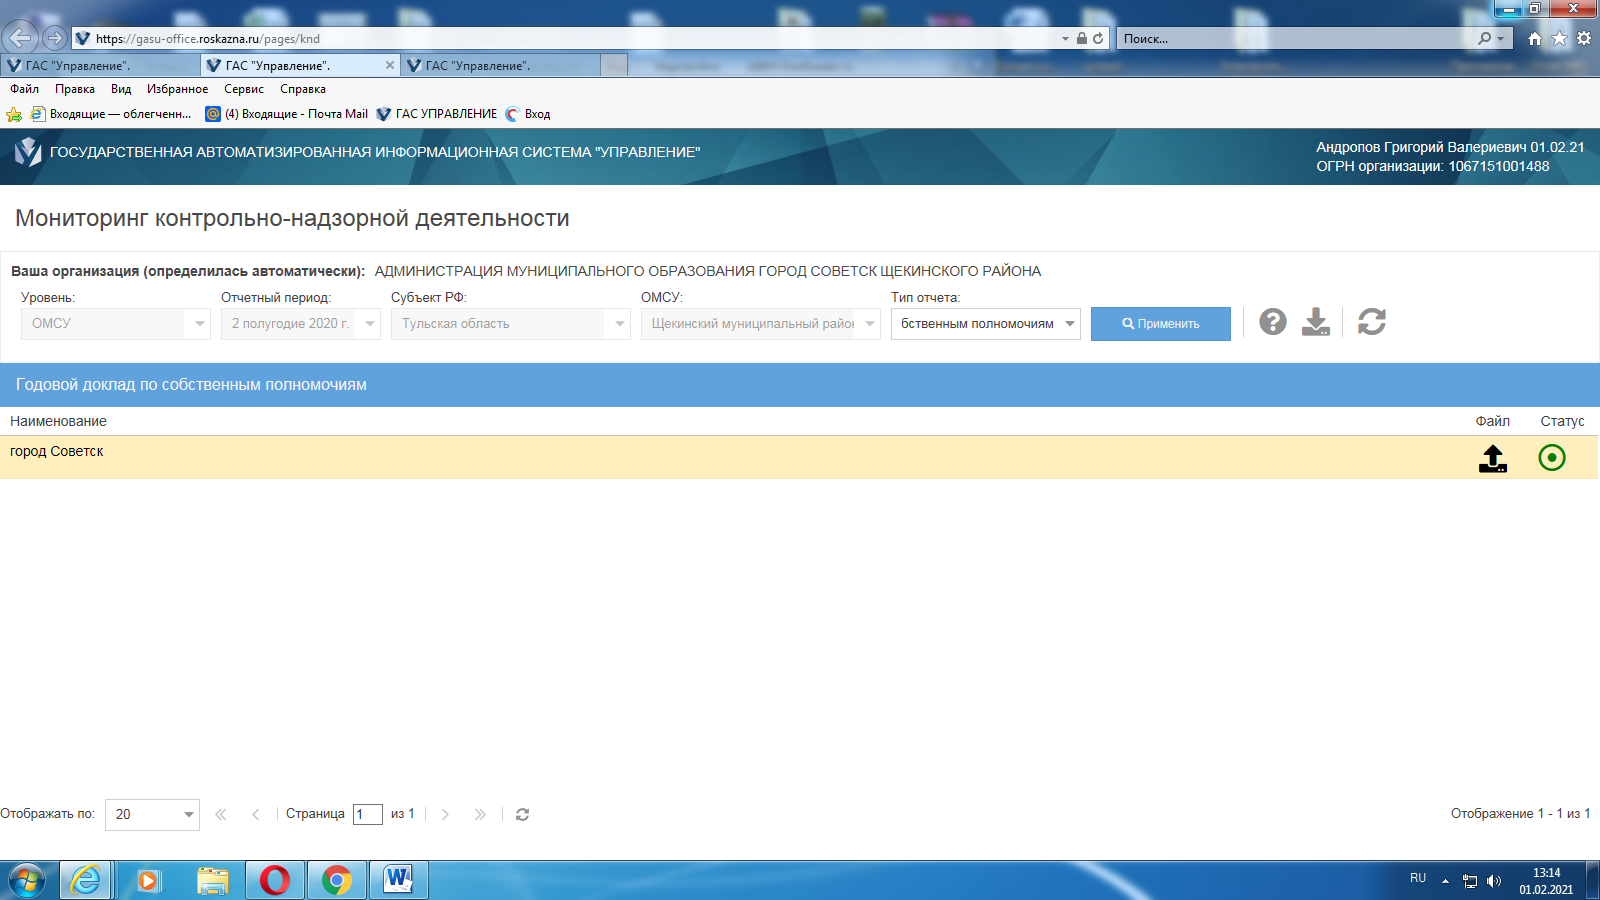 https://gasu-office.roskazna.ru/pages/knd
Поиск...
ГАС "Управление".
ГАС "Управление".
ГАС "Управление".
Файл Правка Вид Избранное Сервис Справка
Входящие — облегченн... (4) Входящие - Почта Mail ГАС УПРАВЛЕНИЕ Вход
ГОСУДАРСТВЕННАЯ АВТОМАТИЗИРОВАННАЯ ИНФОРМАЦИОННАЯ СИСТЕМА "УПРАВЛЕНИЕ"
Андропов Григорий Валериевич 01.02.21
ОГРН организации: 1067151001488
Мониторинг контрольно-надзорной деятельности
Ваша организация (определилась автоматически): АДМИНИСТРАЦИЯ МУНИЦИПАЛЬНОГО ОБРАЗОВАНИЯ ГОРОД СОВЕТСК ЩЕКИНСКОГО РАЙОНА
Уровень: Отчетный период: Субъект РФ: ОМСУ: Тип отчета:
ОМСУ 2 полугодие 2020 г. Тульская область Щекинский муниципальный район бственным полномочиям Применить
Годовой доклад по собственным полномочиям
Наименование Файл Статус
город Советск
Отображать по: 20 Страница 1 из 1 Отображение 1 - 1 из 1
RU
13:14
01.02.2021